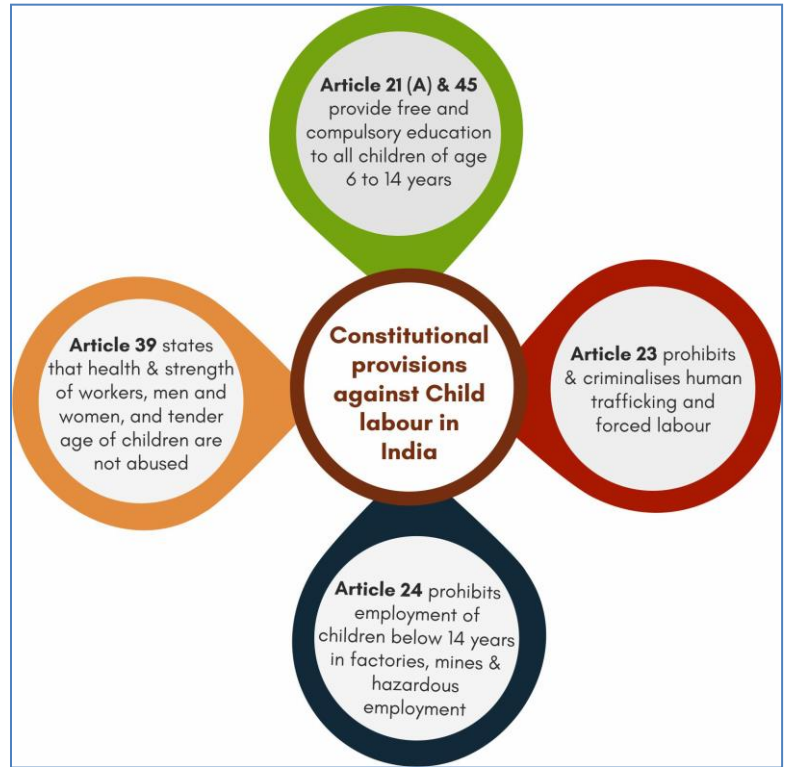 Article 21 (A) & 45
provide free and
compulsory education
to all children of age
6 to 14 years
Constitutional
provisions
against Child
labour in
India
Article 39 states
that health & strength
of workers, men and
women, and tender
age of children are
not abused
Article 23 prohibits
& criminalises human
trafficking and
forced labour
Article 24 prohibits
employment of
children below 14 years
in factories, mines &
hazardous
employment